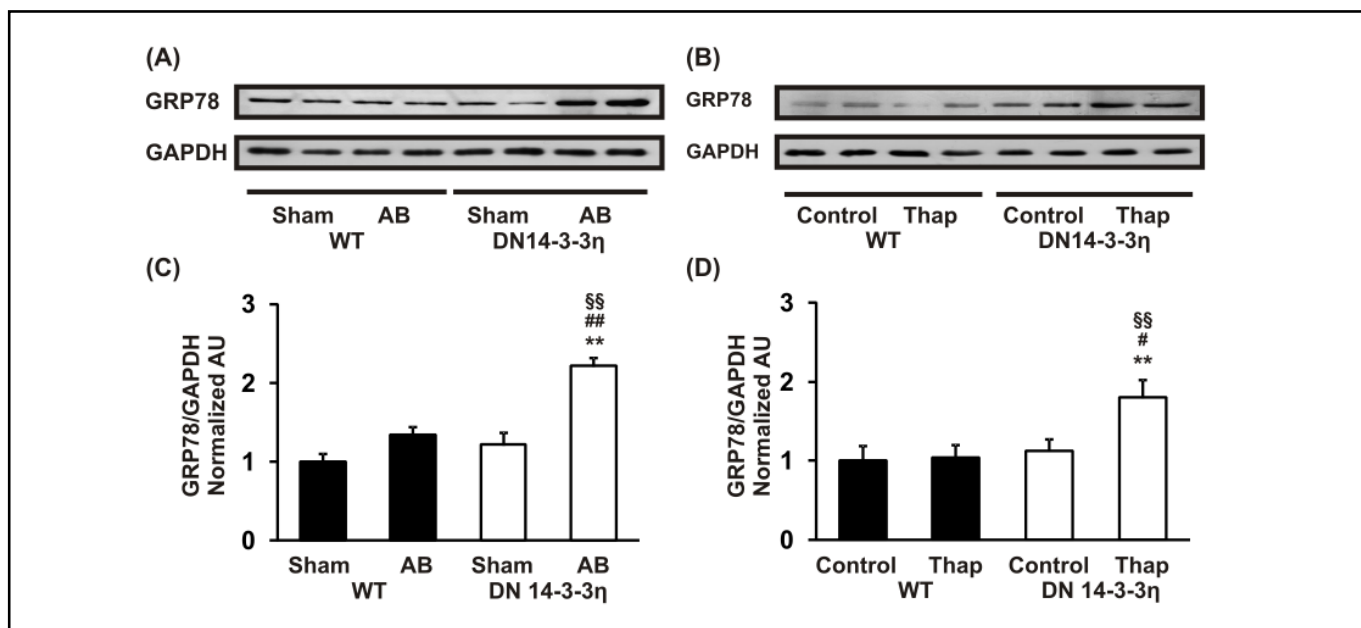 (A)
GRP78
GAPDH
Sham AB Sham AB
WT DN14-3-3η
(B)
GRP78
GAPDH
Control Thap Control Thap
WT DN14-3-3η
(C)
GRP78/GAPDH
Normalized AU
3
2
1
0
§§
##
**
Sham AB Sham AB
WT DN 14-3-3η
(D)
GRP78/GAPDH
Normalized AU
3
2
1
0
§§
#
**
Control Thap Control Thap
WT DN 14-3-3η